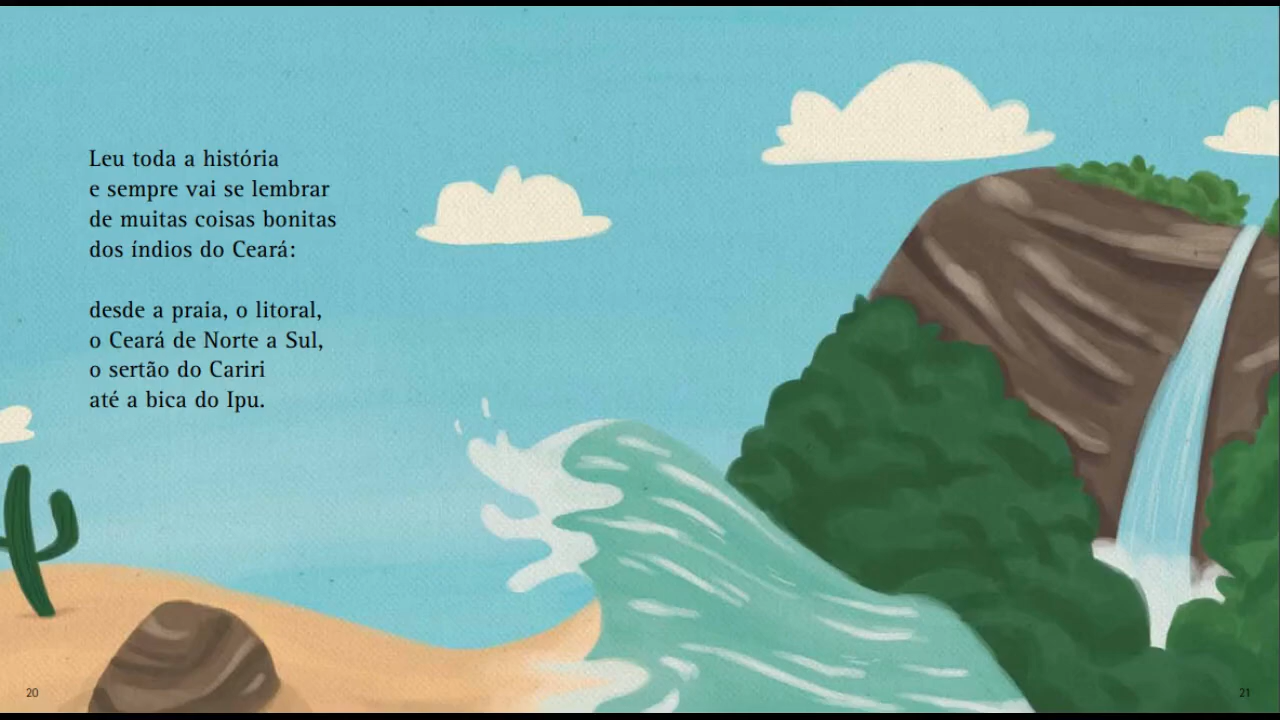 Leu toda a história
e sempre vai se lembrar
de muitas coisas bonitas
dos índios do Ceará:
desde a praia, o litoral,
o Ceará de Norte a Sul,
o sertão do Cariri
até a bica do Ipu.
20
21